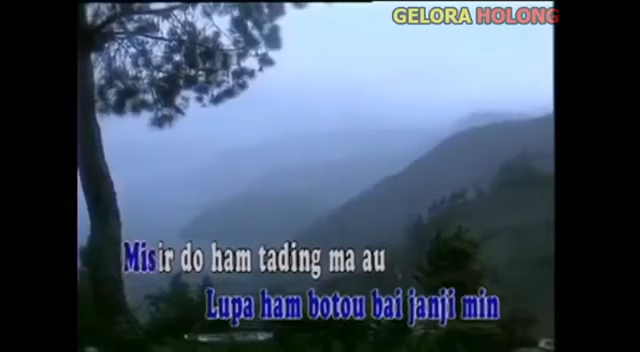 GELORA HOLONG
Misir do ham tading ma au
Lupa ham botou bai janji min